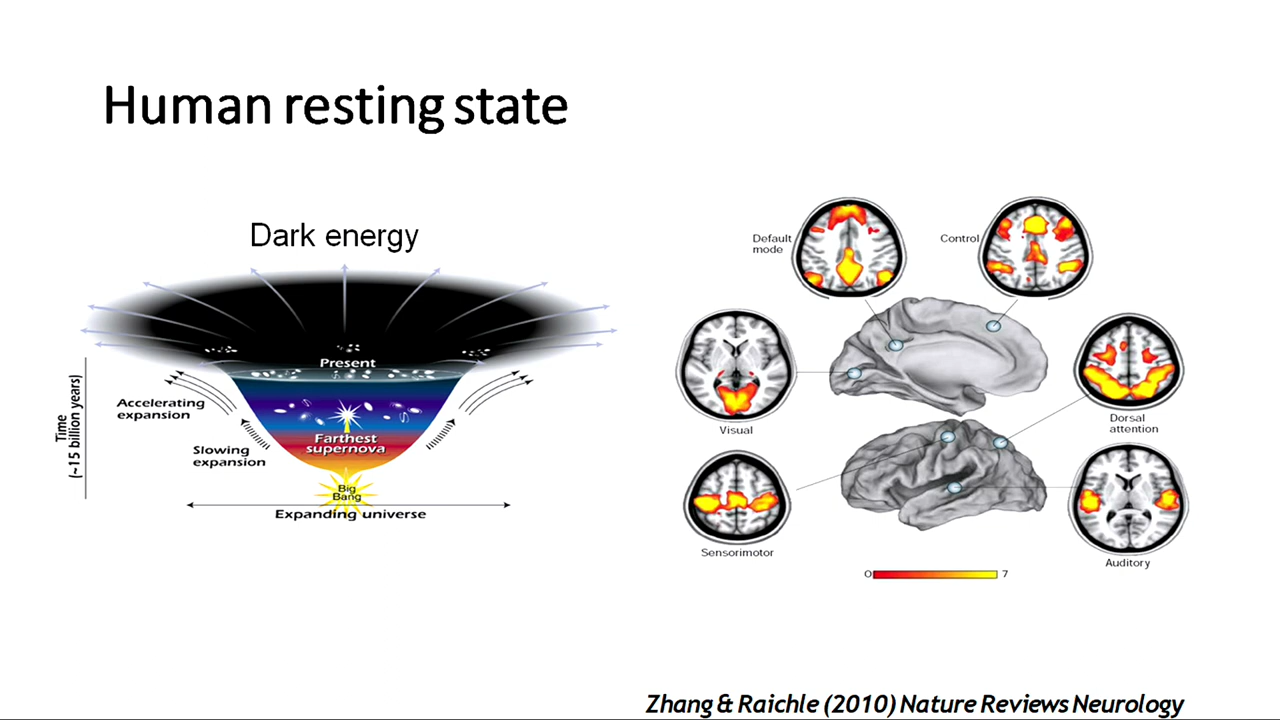 Human resting state
Dark energy
Present
Accelerating
expansion
Slowing
expansion
Farthest
supernova
Big
Bang
Expanding universe
Time
(~15 billion years)
Default
mode
Control
Visual
Dorsal
attention
Sensorimotor
Auditory
0
7
Zhang & Raichle (2010) Nature Reviews Neurology